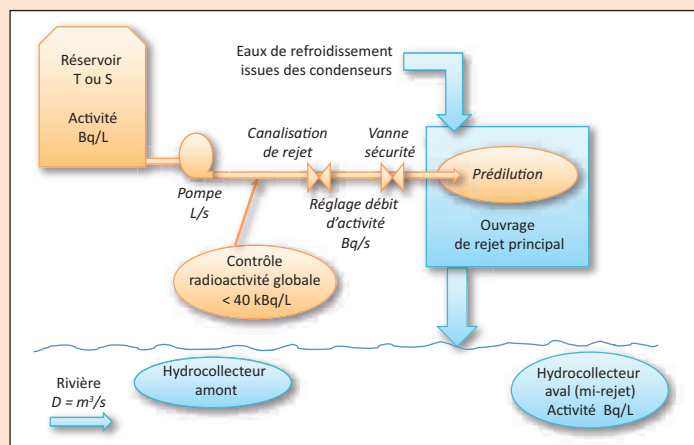 Réservoir
T ou S
Activité
Bq/L
Eaux de refroidissement
issues des condenseurs
Canalisation
de rejet
Vanne
sécurité
Prédilution
Pompe
L/s
Réglage débit
d'activité
Bq/s
Ouvrage
de rejet principal
Contrôle
radioactivité globale
< 40 kBq/L
Rivière
D = m³/s
Hydrocollecteur
amont
Hydrocollecteur
aval (mi-rejet)
Activité Bq/L